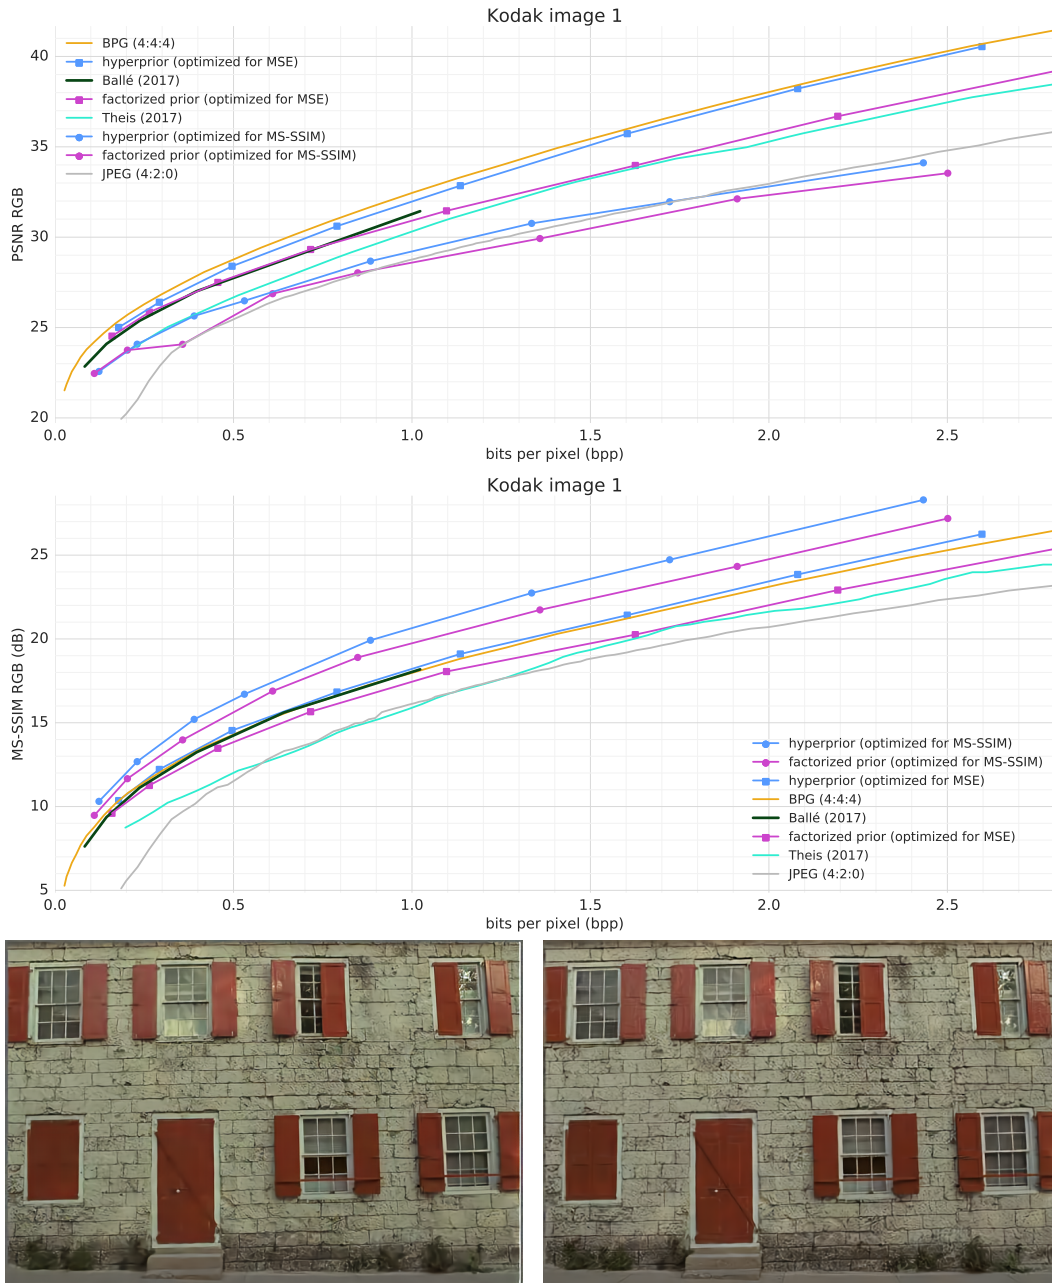 Kodak image 1
40
35
30
25
20
PSNR RGB
BPG (4:4:4)
hyperprior (optimized for MSE)
Ballé (2017)
factorized prior (optimized for MSE)
Theis (2017)
hyperprior (optimized for MS-SSIM)
factorized prior (optimized for MS-SSIM)
JPEG (4:2:0)
0.0 0.5 1.0 1.5 2.0 2.5
bits per pixel (bpp)
Kodak image 1
25
20
15
10
5
MS-SSIM RGB (dB)
hyperprior (optimized for MS-SSIM)
factorized prior (optimized for MS-SSIM)
hyperprior (optimized for MSE)
BPG (4:4:4)
Ballé (2017)
factorized prior (optimized for MSE)
Theis (2017)
JPEG (4:2:0)
0.0 0.5 1.0 1.5 2.0 2.5
bits per pixel (bpp)